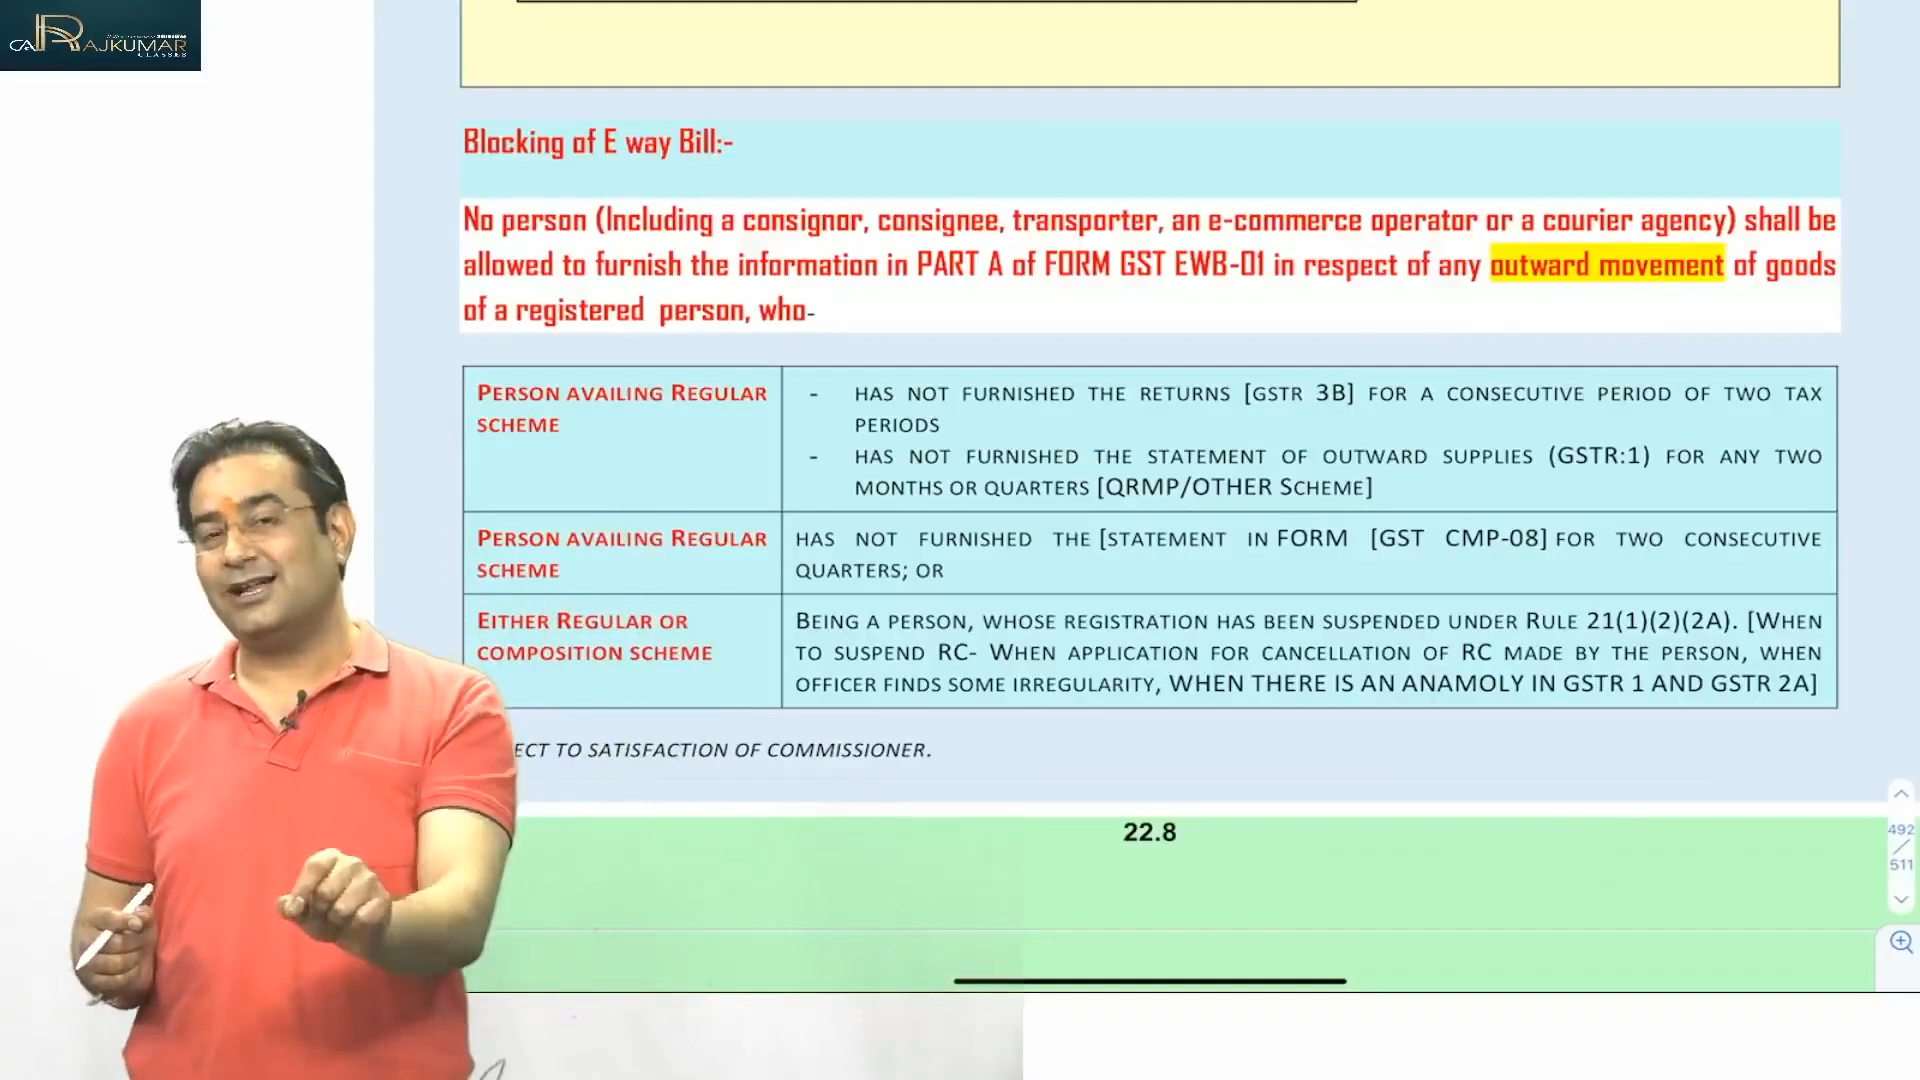 CA RAJKUMAR
CLASSES
Blocking of E way Bill:-
No person (Including a consignor, consignee, transporter, an e-commerce operator or a courier agency) shall be
allowed to furnish the information in PART A of FORM GST EWB-01 in respect of any outward movement of goods
of a registered person, who-
PERSON AVAILING REGULAR
SCHEME
- HAS NOT FURNISHED THE RETURNS [GSTR 3B] FOR A CONSECUTIVE PERIOD OF TWO TAX
PERIODS
- HAS NOT FURNISHED THE STATEMENT OF OUTWARD SUPPLIES (GSTR:1) FOR ANY TWO
MONTHS OR QUARTERS [QRMP/OTHER SCHEME]
PERSON AVAILING REGULAR
SCHEME
HAS NOT FURNISHED THE [STATEMENT IN FORM [GST CMP-08] FOR TWO CONSECUTIVE
QUARTERS; OR
EITHER REGULAR OR
COMPOSITION SCHEME
BEING A PERSON, WHOSE REGISTRATION HAS BEEN SUSPENDED UNDER RULE 21(1)(2)(2A). [WHEN
TO SUSPEND RC- WHEN APPLICATION FOR CANCELLATION OF RC MADE BY THE PERSON, WHEN
OFFICER FINDS SOME IRREGULARITY, WHEN THERE IS AN ANAMOLY IN GSTR 1 AND GSTR 2A]
ECT TO SATISFACTION OF COMMISSIONER.
22.8
492
/
511